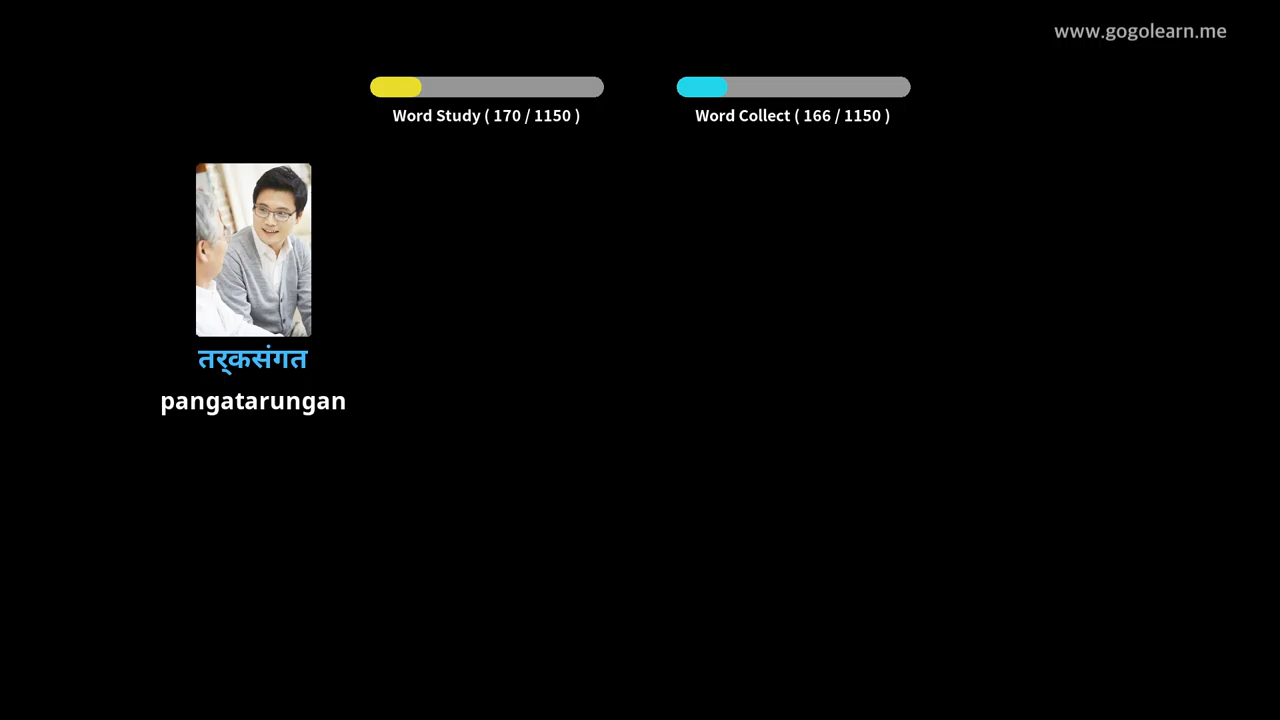 www.gogolearn.me
Word Study ( 170 / 1150 )
Word Collect ( 166 / 1150 )
तर्कसंगत
pangatarungan